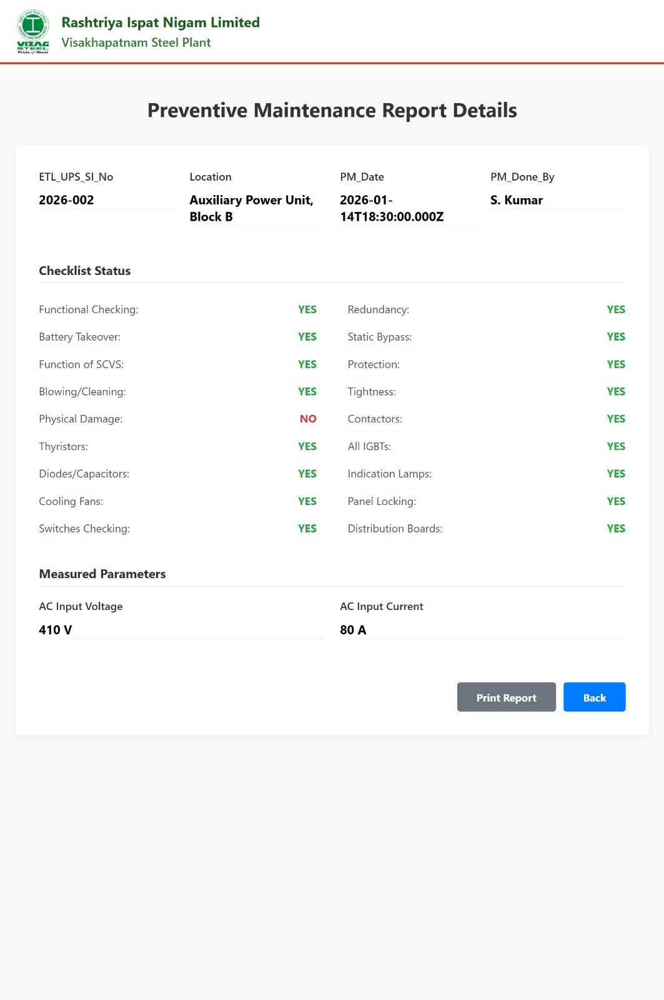 Rashtriya Ispat Nigam Limited
Visakhapatnam Steel Plant
VIZAG
STEEL
Pride of Steel
Preventive Maintenance Report Details
ETL_UPS_SI_No
Location
PM_Date
PM_Done_By
2026-002
Auxiliary Power Unit,
Block B
2026-01-
14T18:30:00.000Z
S. Kumar
Checklist Status
Functional Checking: YES
Redundancy: YES
Battery Takeover: YES
Static Bypass: YES
Function of SCVS: YES
Protection: YES
Blowing/Cleaning: YES
Tightness: YES
Physical Damage: NO
Contactors: YES
Thyristors: YES
All IGBTs: YES
Diodes/Capacitors: YES
Indication Lamps: YES
Cooling Fans: YES
Panel Locking: YES
Switches Checking: YES
Distribution Boards: YES
Measured Parameters
AC Input Voltage
AC Input Current
410 V
80 A
Print Report
Back